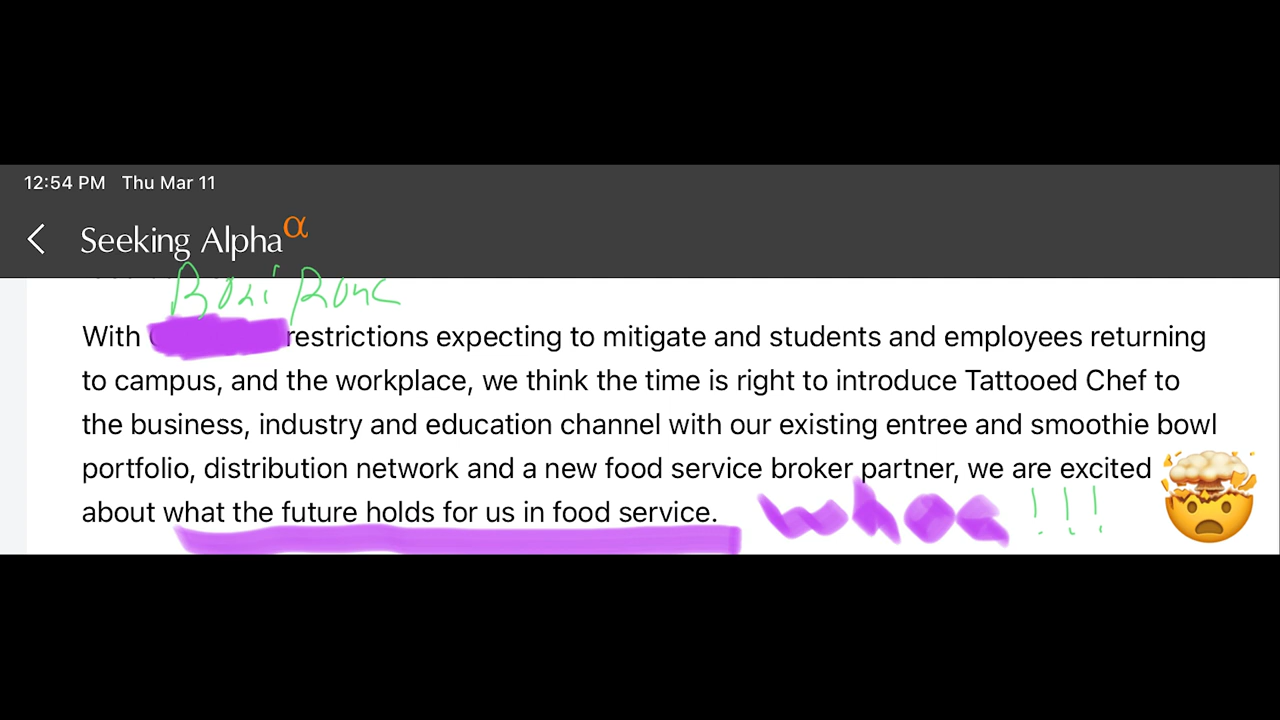 12:54 PM Thu Mar 11
Seeking Alpha α
With restrictions expecting to mitigate and students and employees returning
to campus, and the workplace, we think the time is right to introduce Tattooed Chef to
the business, industry and education channel with our existing entree and smoothie bowl
portfolio, distribution network and a new food service broker partner, we are excited
about what the future holds for us in food service. whoa !!!